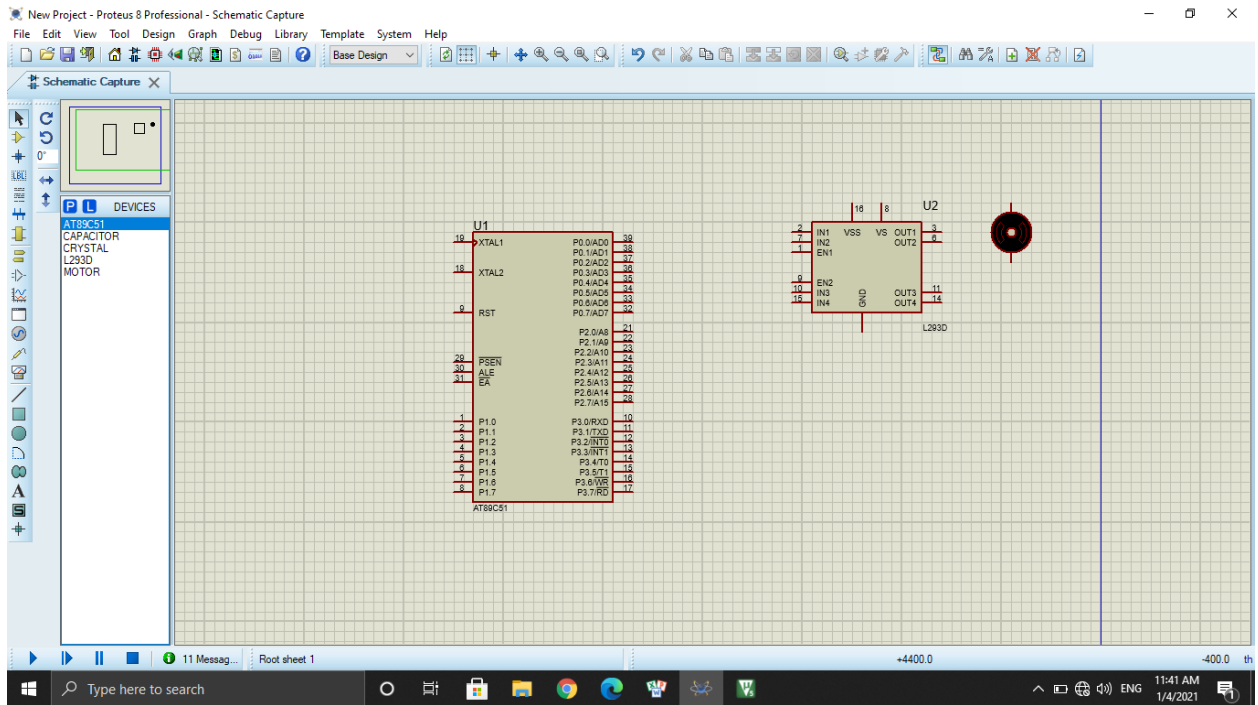 New Project - Proteus 8 Professional - Schematic Capture
File Edit View Tool Design Graph Debug Library Template System Help
Base Design
Schematic Capture
0°
LBL
P L DEVICES
AT89C51
CAPACITOR
CRYSTAL
L293D
MOTOR
A
S
U1
19 XTAL1
18 XTAL2
9 RST
29 PSEN
30 ALE
31 EA
1 P1.0
2 P1.1
3 P1.2
4 P1.3
5 P1.4
6 P1.5
7 P1.6
8 P1.7
P0.0/AD0 39
P0.1/AD1 38
P0.2/AD2 37
P0.3/AD3 36
P0.4/AD4 35
P0.5/AD5 34
P0.6/AD6 33
P0.7/AD7 32
P2.0/A8 21
P2.1/A9 22
P2.2/A10 23
P2.3/A11 24
P2.4/A12 25
P2.5/A13 26
P2.6/A14 27
P2.7/A15 28
P3.0/RXD 10
P3.1/TXD 11
P3.2/INT0 12
P3.3/INT1 13
P3.4/T0 14
P3.5/T1 15
P3.6/WR 16
P3.7/RD 17
AT89C51
U2
16 8
VSS VS
2 IN1
7 IN2
1 EN1
9 EN2
10 IN3
15 IN4
OUT1 3
OUT2 6
OUT3 11
OUT4 14
GND
L293D
11 Messag...
Root sheet 1
+4400.0
-400.0 th
Type here to search
ENG
11:41 AM
1/4/2021
1